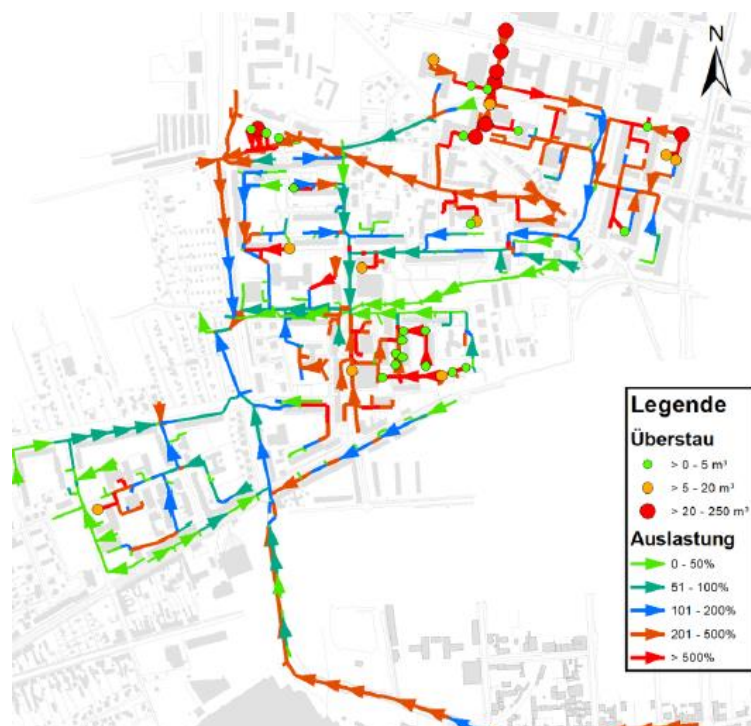 N
Legende
Überstau
> 0 - 5 m³
> 5 - 20 m³
> 20 - 250 m³
Auslastung
0 - 50%
51 - 100%
101 - 200%
201 - 500%
> 500%